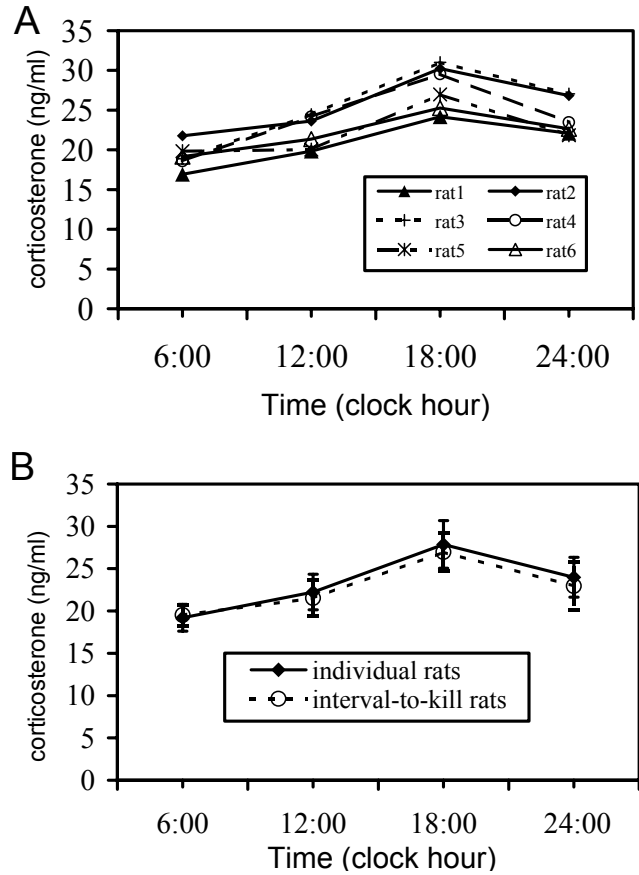 A
corticosterone (ng/ml)
35
30
25
20
15
10
5
0
rat1 rat2
rat3 rat4
rat5 rat6
6:00 12:00 18:00 24:00
Time (clock hour)
B
corticosterone (ng/ml)
35
30
25
20
15
10
5
0
individual rats
interval-to-kill rats
6:00 12:00 18:00 24:00
Time (clock hour)